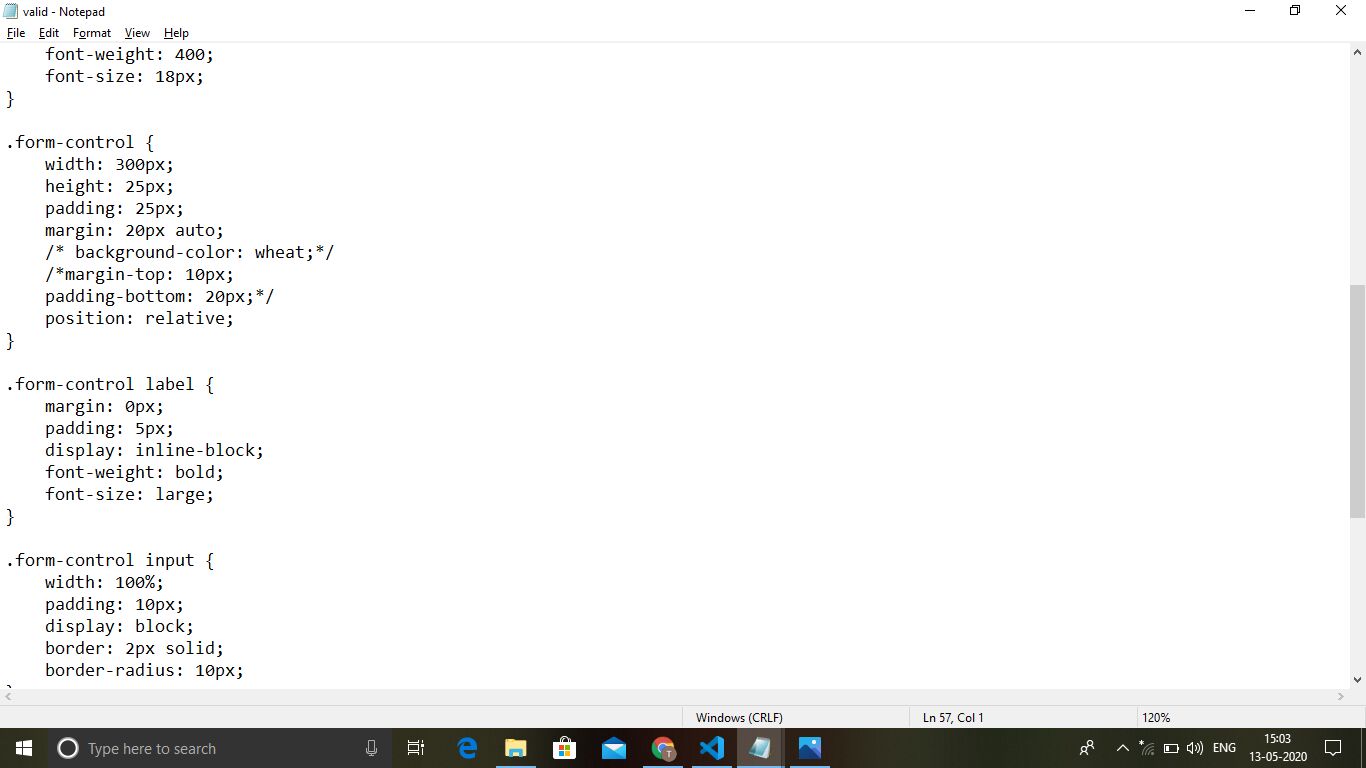 valid - Notepad
File Edit Format View Help
    font-weight: 400;
    font-size: 18px;
}

.form-control {
    width: 300px;
    height: 25px;
    padding: 25px;
    margin: 20px auto;
    /* background-color: wheat;*/
    /*margin-top: 10px;
    padding-bottom: 20px;*/
    position: relative;
}

.form-control label {
    margin: 0px;
    padding: 5px;
    display: inline-block;
    font-weight: bold;
    font-size: large;
}

.form-control input {
    width: 100%;
    padding: 10px;
    display: block;
    border: 2px solid;
    border-radius: 10px;
Windows (CRLF) Ln 57, Col 1 120%
Type here to search
ENG
15:03
13-05-2020